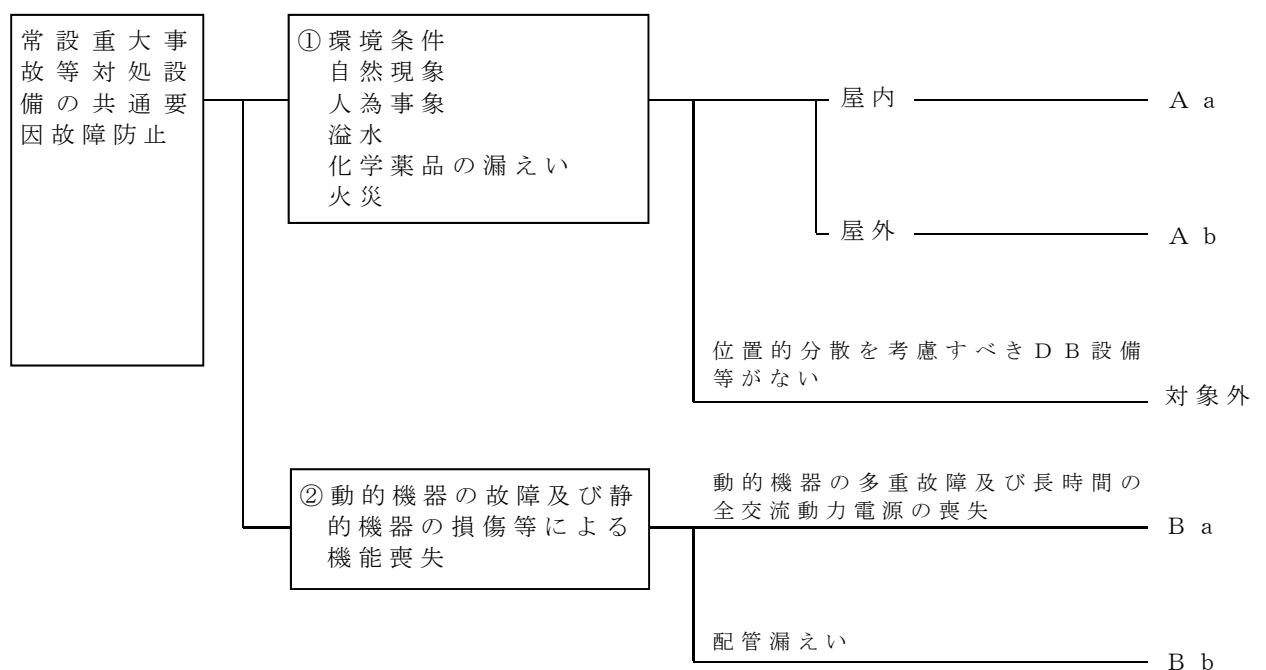 常設重大事
故等対処設
備の共通要
因故障防止
①環境条件
自然現象
人為事象
溢水
化学薬品の漏えい
火災
屋内
Ａａ
屋外
Ａｂ
位置的分散を考慮すべきＤＢ設備
等がない
対象外
②動的機器の故障及び静
的機器の損傷等による
機能喪失
動的機器の多重故障及び長時間の
全交流動力電源の喪失
Ｂａ
配管漏えい
Ｂｂ